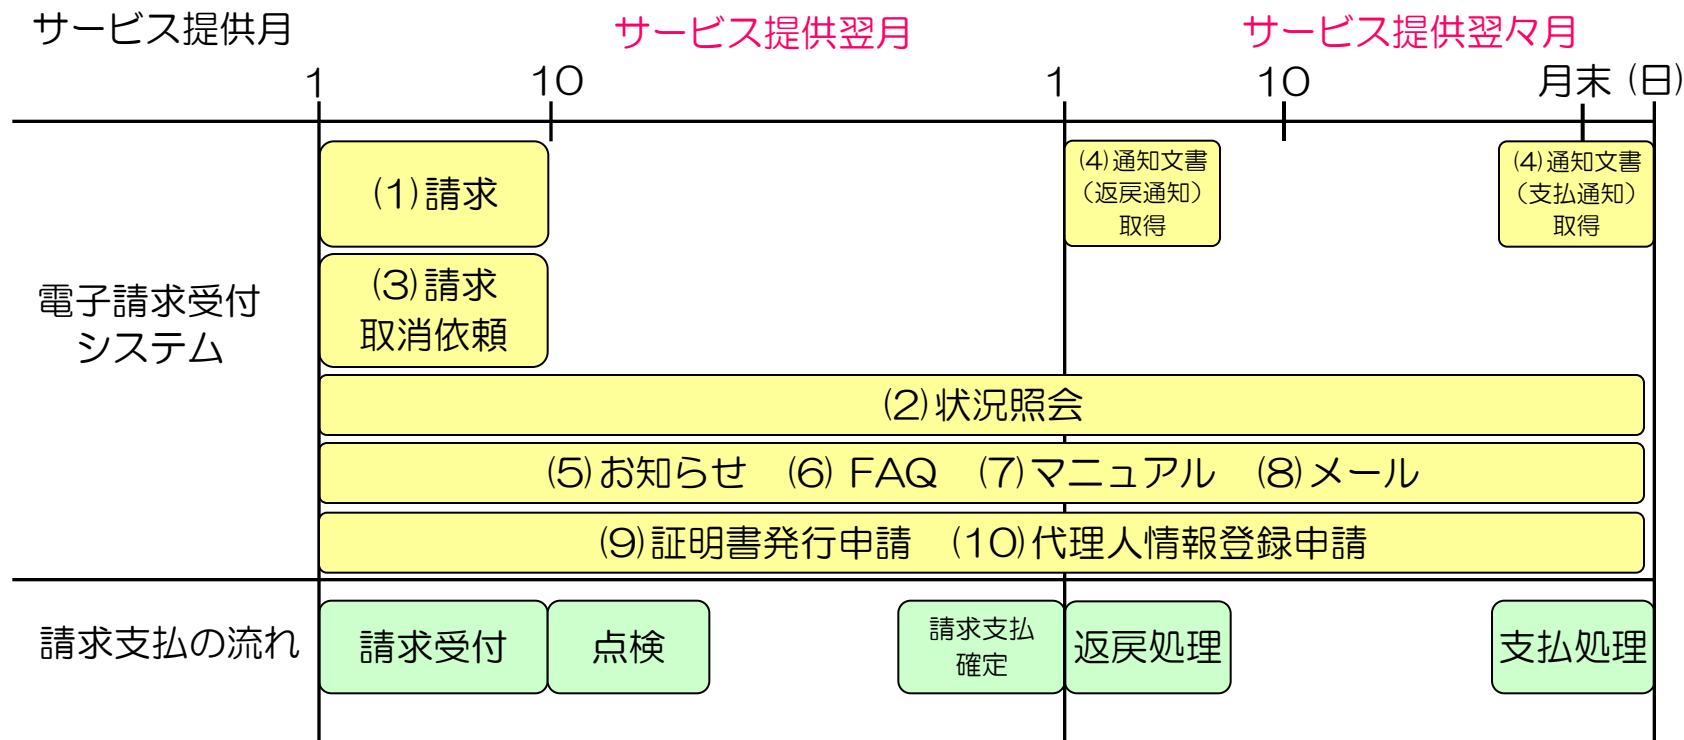 サービス提供月
サービス提供翌月
サービス提供翌々月
1
10
1
10
月末 (日)
(1)請求
(4)通知文書
(返戻通知)
取得
(4)通知文書
(支払通知)
取得
電子請求受付
システム
(3)請求
取消依頼
(2)状況照会
(5)お知らせ (6) FAQ (7)マニュアル (8)メール
(9)証明書発行申請 (10)代理人情報登録申請
請求支払の流れ
請求受付
点検
請求支払
確定
返戻処理
支払処理